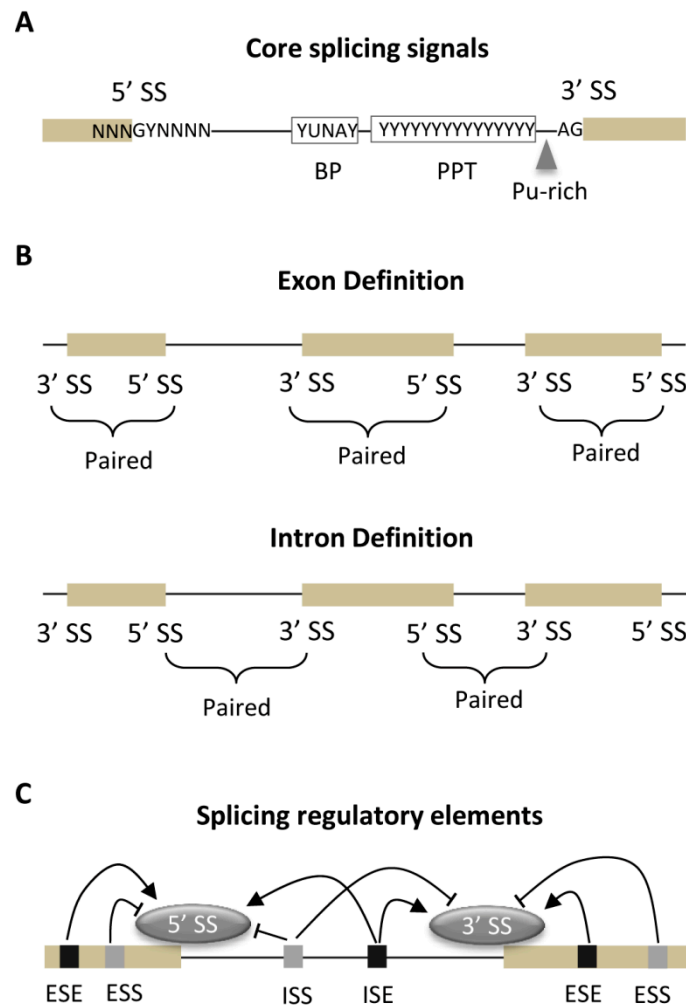 A
Core splicing signals
5’ SS
3’ SS
NNNGYNNNN
YUNAY
YYYYYYYYYYYYYYY
AG
BP
PPT
Pu-rich
B
Exon Definition
3’ SS 5’ SS 3’ SS 5’ SS 3’ SS 5’ SS
Paired Paired Paired
Intron Definition
3’ SS 5’ SS 3’ SS 5’ SS 3’ SS 5’ SS
Paired Paired
C
Splicing regulatory elements
5’ SS 3’ SS
ESE ESS ISS ISE ESE ESS